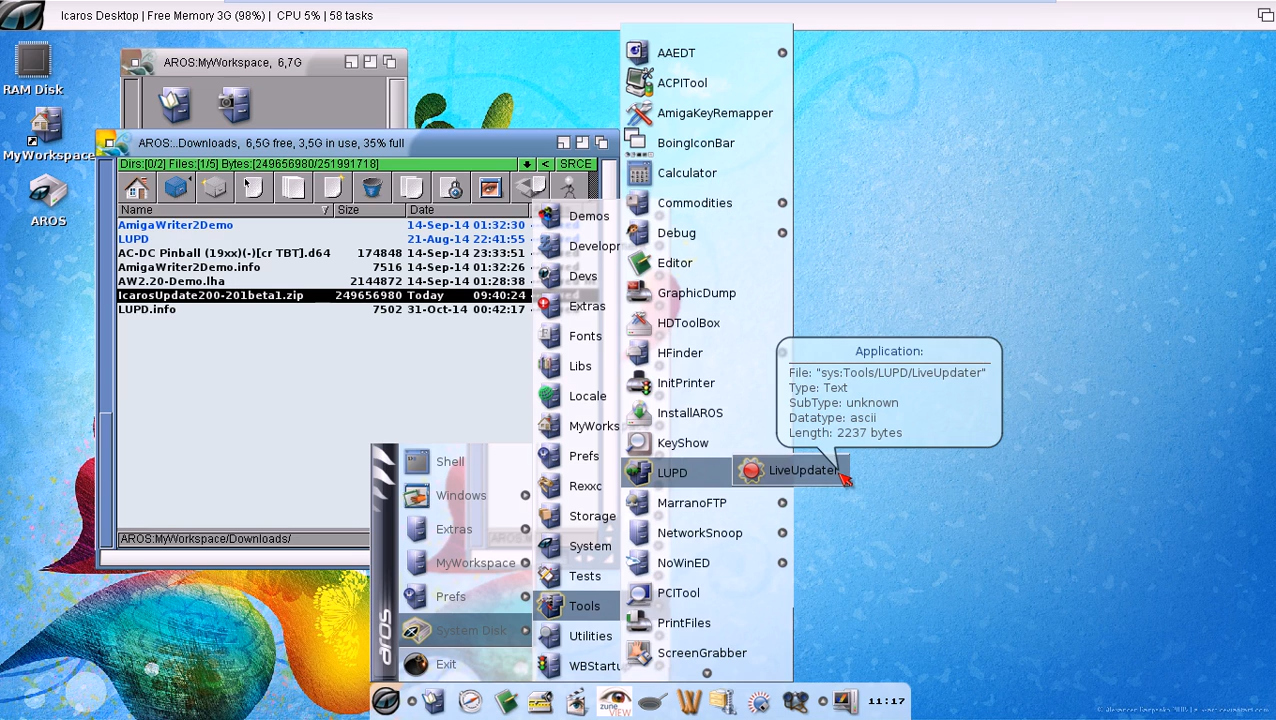 Icaros Desktop | Free Memory 3G (98%) | CPU 5% | 58 tasks
RAM Disk
MyWorkspace
AROS
AROS:MyWorkspace, 6,7G
AROS:..Downloads, 6,5G free, 3,5G in use, 35% full
Dirs:[0/2] Files:[1/5] Bytes:[249656980/251991718]
< SRCE
Name Size Date
AmigaWriter2Demo 14-Sep-14 01:32:30
LUPD 21-Aug-14 22:41:55
AC-DC Pinball (19xx)(-)[cr TBT].d64 174848 14-Sep-14 23:33:51
AmigaWriter2Demo.info 7516 14-Sep-14 01:32:26
AW2.20-Demo.lha 2144872 14-Sep-14 01:28:38
IcarosUpdate200-201beta1.zip 249656980 Today 09:40:24
LUPD.info 7502 31-Oct-14 00:42:17
AROS:MyWorkspace/Downloads/
aros
Shell
Windows
Extras
MyWorkspace
Prefs
System Disk
Exit
Demos
Developm
Devs
Extras
Fonts
Libs
Locale
MyWorks
Prefs
Rexxc
Storage
System
Tests
Tools
Utilities
WBStartu
AAEDT
ACPITool
AmigaKeyRemapper
BoingIconBar
Calculator
Commodities
Debug
Editor
GraphicDump
HDToolBox
HFinder
InitPrinter
InstallAROS
KeyShow
LUPD
MarranoFTP
NetworkSnoop
NoWinED
PCITool
PrintFiles
ScreenGrabber
LiveUpdater
Application:
File: "sys:Tools/LUPD/LiveUpdater"
Type: Text
SubType: unknown
Datatype: ascii
Length: 2237 bytes
zune
VIEW
11:17